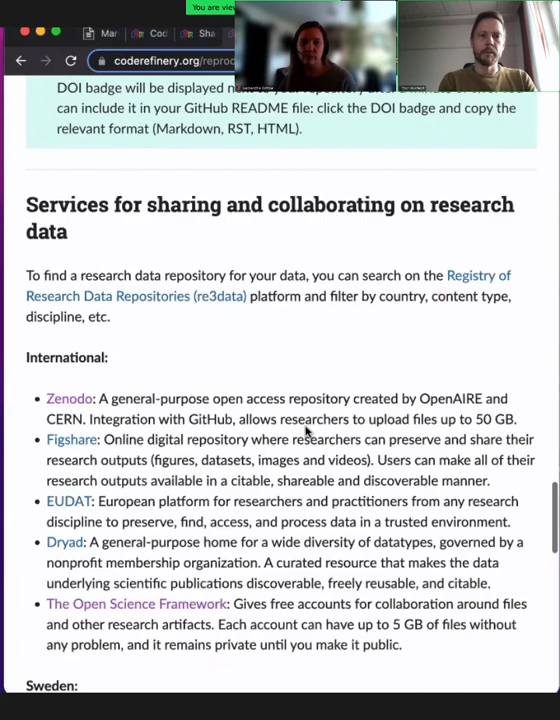 You are view
Mar
Cod
Sha
coderefinery.org/reproc
DOI badge will be displayed
can include it in your GitHub README file: click the DOI badge and copy the
relevant format (Markdown, RST, HTML).
Services for sharing and collaborating on research
data
To find a research data repository for your data, you can search on the Registry of
Research Data Repositories (re3data) platform and filter by country, content type,
discipline, etc.
International:
• Zenodo: A general-purpose open access repository created by OpenAIRE and
CERN. Integration with GitHub, allows researchers to upload files up to 50 GB.
• Figshare: Online digital repository where researchers can preserve and share their
research outputs (figures, datasets, images and videos). Users can make all of their
research outputs available in a citable, shareable and discoverable manner.
• EUDAT: European platform for researchers and practitioners from any research
discipline to preserve, find, access, and process data in a trusted environment.
• Dryad: A general-purpose home for a wide diversity of datatypes, governed by a
nonprofit membership organization. A curated resource that makes the data
underlying scientific publications discoverable, freely reusable, and citable.
• The Open Science Framework: Gives free accounts for collaboration around files
and other research artifacts. Each account can have up to 5 GB of files without
any problem, and it remains private until you make it public.
Sweden: